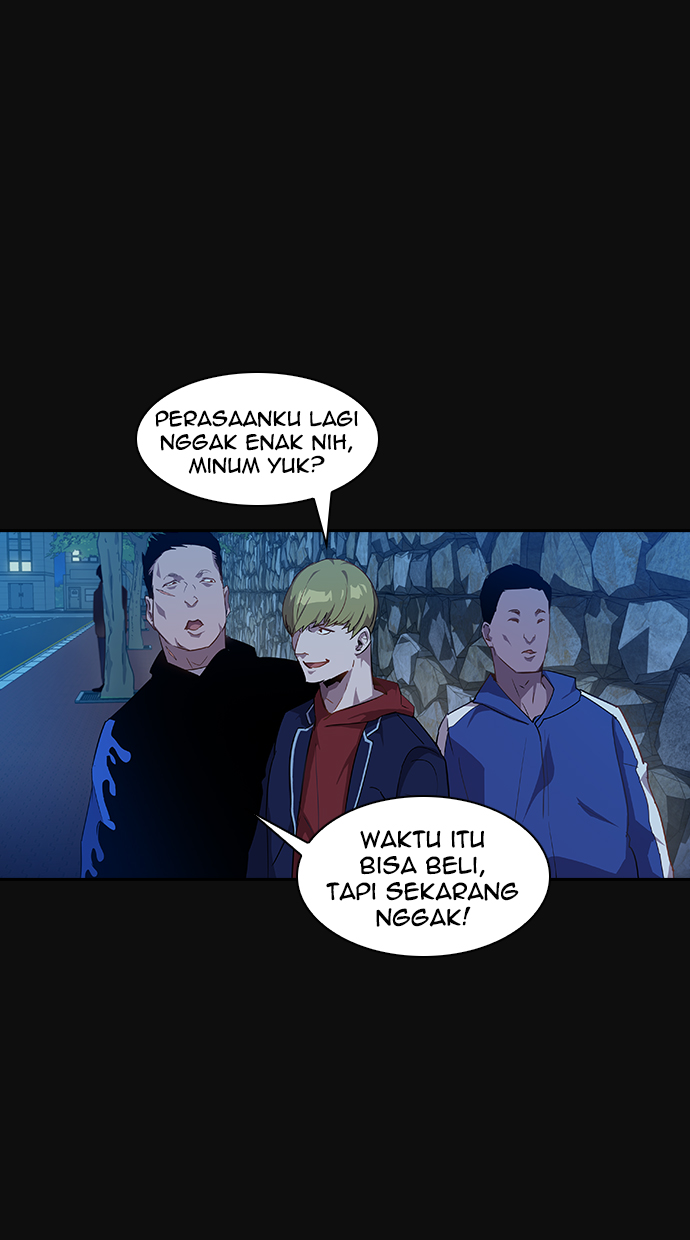 PERASAANKU LAGI
NGGAK ENAK NIH,
MINUM YUK?
WAKTU ITU
BISA BELI,
TAPI SEKARANG
NGGAK!